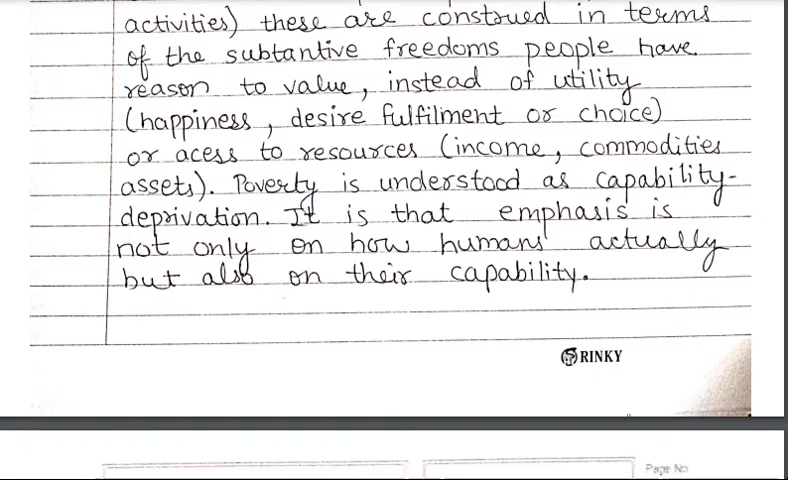 activities) these are construed in terms
of the subtantive freedoms people have
reason to value, instead of utility
(happiness, desire fulfilment or choice)
or acess to resources (income, commodities
assets). Poverty is understood as capability-
deprivation. It is that emphasis is
not only on how humans actually
but also on their capability.
RINKY
Page No